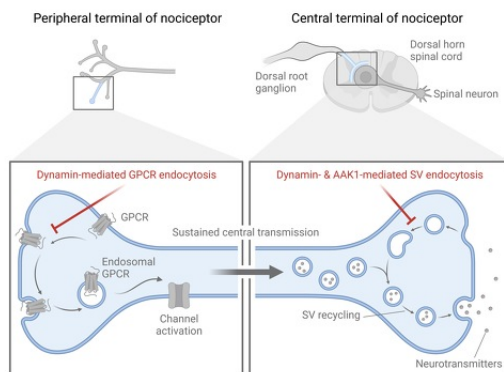 Peripheral terminal of nociceptor
Central terminal of nociceptor
Dorsal root
ganglion
Dorsal horn
spinal cord
Spinal neuron
Dynamin-mediated GPCR endocytosis
GPCR
Endosomal
GPCR
Channel
activation
Sustained central transmission
Dynamin- & AAK1-mediated SV endocytosis
SV recycling
Neurotransmitters